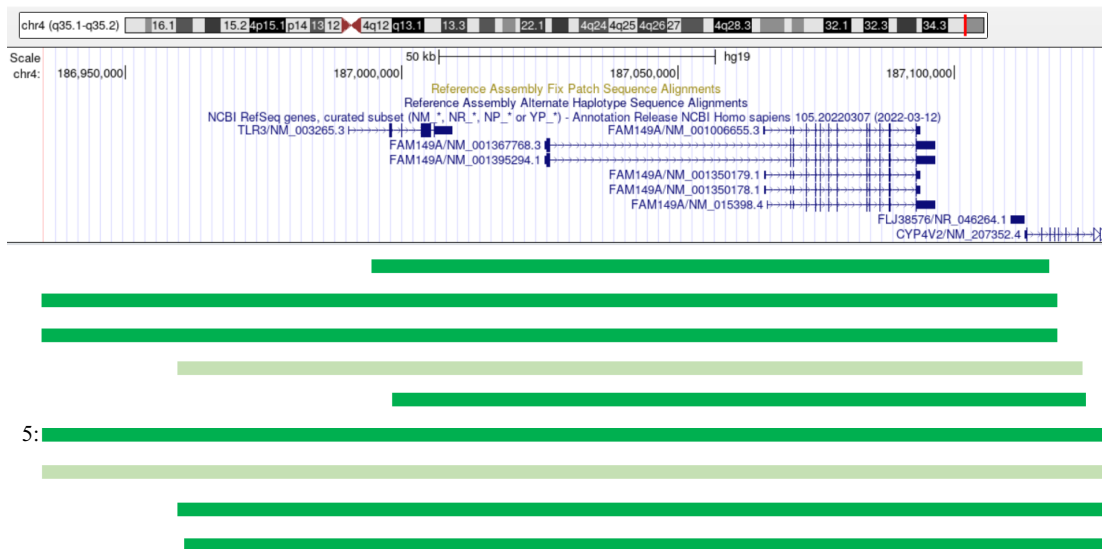 chr4 (q35.1-q35.2) 16.1 15.2 4p15.1 p14 13 12 4q12 q13.1 13.3 22.1 4q24 4q25 4q26 27 4q28.3 32.1 32.3 34.3
Scale 50 kb hg19
chr4: 186,950,000 187,000,000 187,050,000 187,100,000
Reference Assembly Fix Patch Sequence Alignments
Reference Assembly Alternate Haplotype Sequence Alignments
NCBI RefSeq genes, curated subset (NM_*, NR_*, NP_* or YP_*) - Annotation Release NCBI Homo sapiens 105.20220307 (2022-03-12)
TLR3/NM_003265.3 FAM149A/NM_001006655.3
FAM149A/NM_001367768.3
FAM149A/NM_001395294.1
FAM149A/NM_001350179.1
FAM149A/NM_001350178.1
FAM149A/NM_015398.4
FLJ38576/NR_046264.1
CYP4V2/NM_207352.4
5: